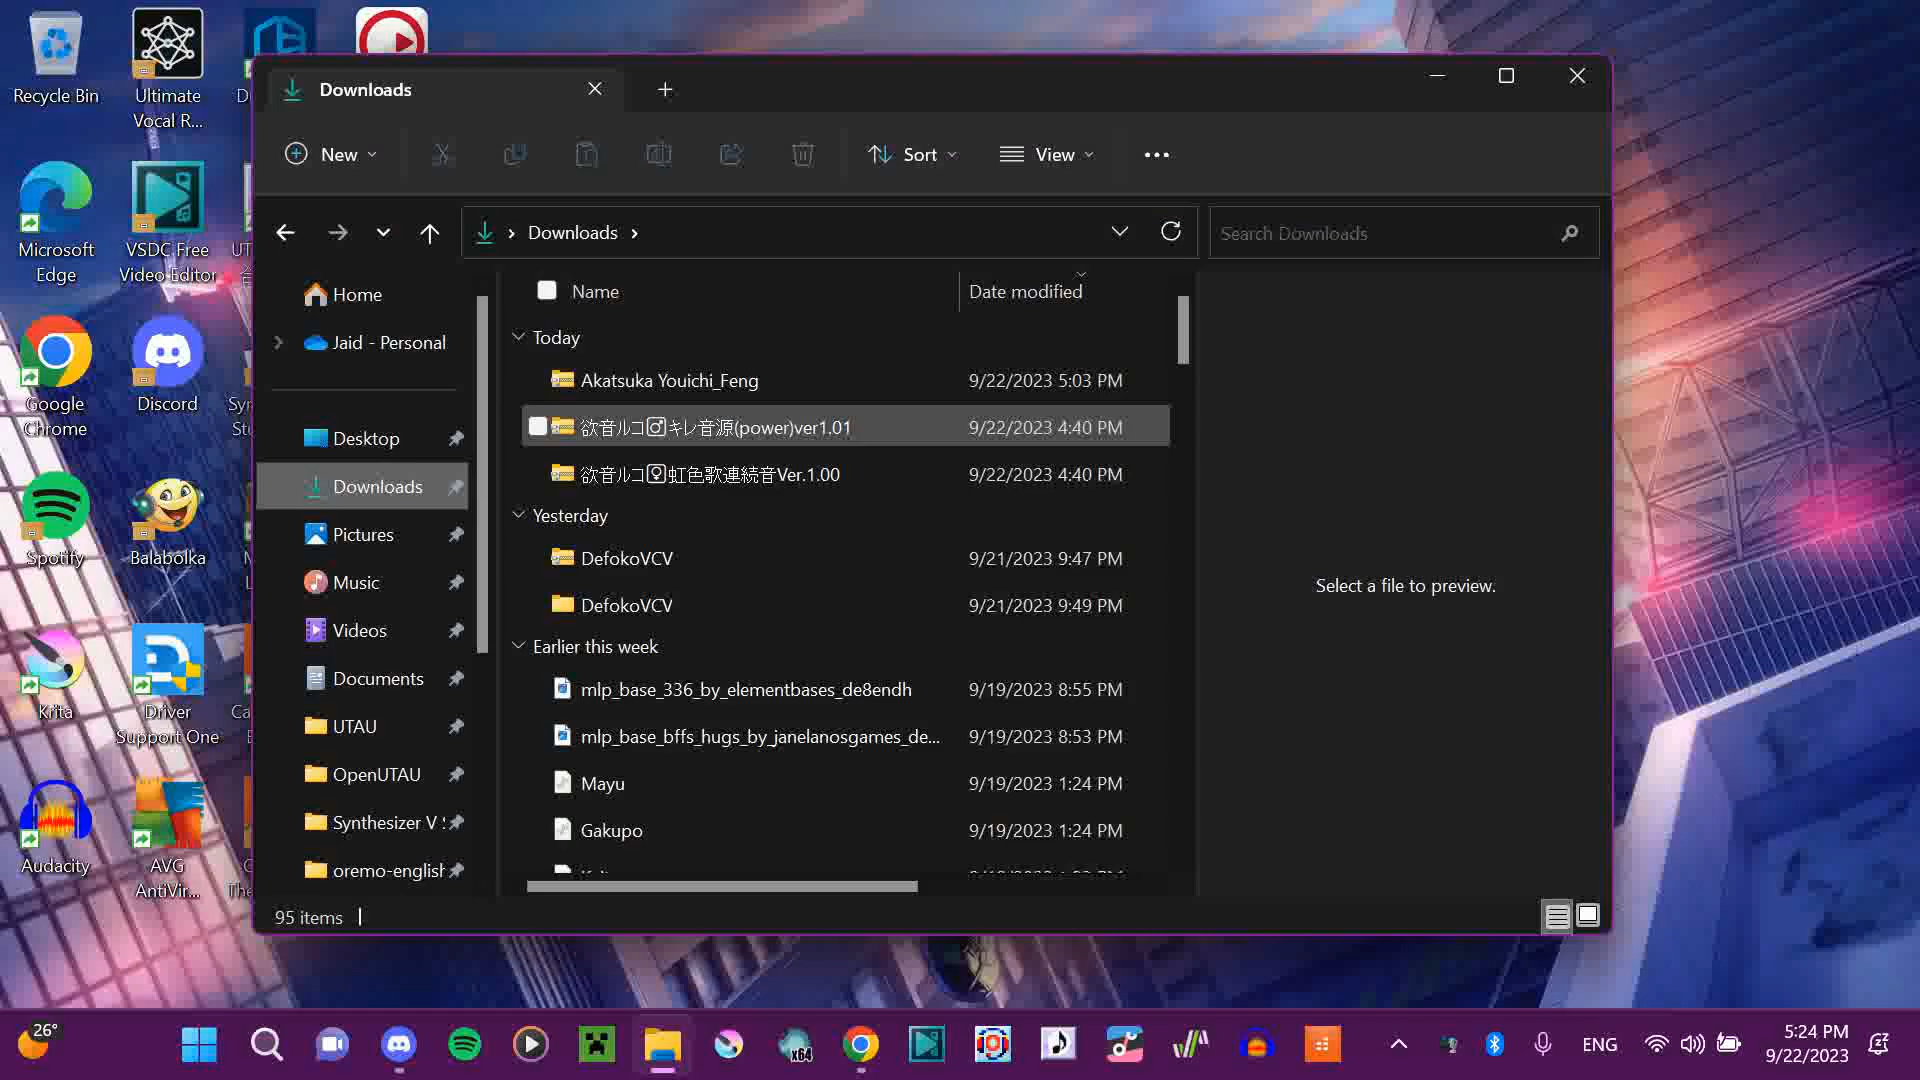 Recycle Bin
Ultimate
Vocal R...
Microsoft
Edge
VSDC Free
Video Editor
Google
Chrome
Discord
Spotify
Balabolka
Krita
Driver
Support One
Audacity
AVG
AntiVir...
Downloads
New
Sort
View
Downloads
Search Downloads
Home
Jaid - Personal
Desktop
Downloads
Pictures
Music
Videos
Documents
UTAU
OpenUTAU
Synthesizer V
oremo-english
Name
Date modified
Today
Akatsuka Youichi_Feng
9/22/2023 5:03 PM
欲音ルコ♂キレ音源(power)ver1.01
9/22/2023 4:40 PM
欲音ルコ♀虹色歌連続音Ver.1.00
9/22/2023 4:40 PM
Yesterday
DefokoVCV
9/21/2023 9:47 PM
DefokoVCV
9/21/2023 9:49 PM
Earlier this week
mlp_base_336_by_elementbases_de8endh
9/19/2023 8:55 PM
mlp_base_bffs_hugs_by_janelanosgames_de...
9/19/2023 8:53 PM
Mayu
9/19/2023 1:24 PM
Gakupo
9/19/2023 1:24 PM
Select a file to preview.
95 items
26°
x64
ENG
5:24 PM
9/22/2023